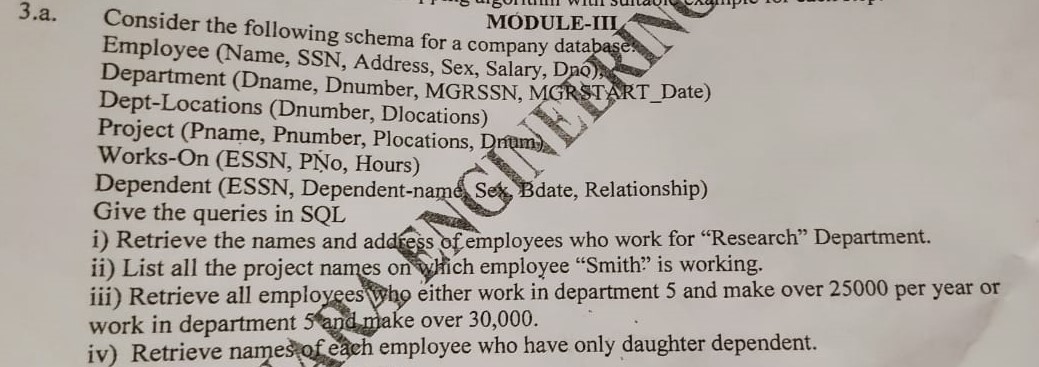 MODULE-III
3.a. Consider the following schema for a company database:
Employee (Name, SSN, Address, Sex, Salary, Dno),
Department (Dname, Dnumber, MGRSSN, MGRSTART_Date)
Dept-Locations (Dnumber, Dlocations)
Project (Pname, Pnumber, Plocations, Dnum),
Works-On (ESSN, PNo, Hours)
Dependent (ESSN, Dependent-name, Sex, Bdate, Relationship)
Give the queries in SQL
i) Retrieve the names and address of employees who work for “Research” Department.
ii) List all the project names on which employee “Smith” is working.
iii) Retrieve all employees who either work in department 5 and make over 25000 per year or
work in department 5 and make over 30,000.
iv) Retrieve names of each employee who have only daughter dependent.
ARA ENGINEERING